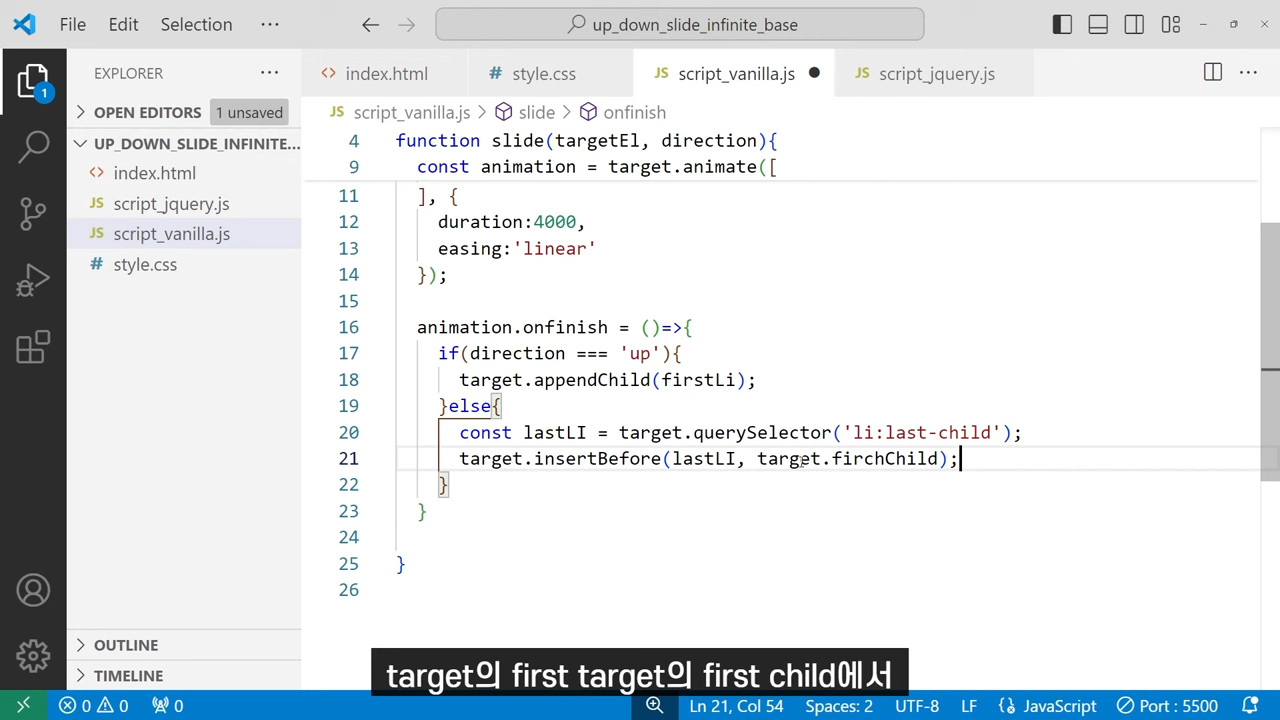 File Edit Selection ··· up_down_slide_infinite_base
EXPLORER ···
OPEN EDITORS 1 unsaved
UP_DOWN_SLIDE_INFINITE...
<> index.html
JS script_jquery.js
JS script_vanilla.js
# style.css
OUTLINE
TIMELINE
1
<> index.html # style.css JS script_vanilla.js ● JS script_jquery.js ···
JS script_vanilla.js > slide > onfinish
4 function slide(targetEl, direction){
9 const animation = target.animate([
11 ], {
12 duration:4000,
13 easing:'linear'
14 });
15
16 animation.onfinish = ()=>{
17 if(direction === 'up'){
18 target.appendChild(firstLi);
19 }else{
20 const lastLI = target.querySelector('li:last-child');
21 target.insertBefore(lastLI, target.firchChild);
22 }
23 }
24
25 }
26
target의 first target의 first child에서
0 0 0 Ln 21, Col 54 Spaces: 2 UTF-8 LF JavaScript Port : 5500